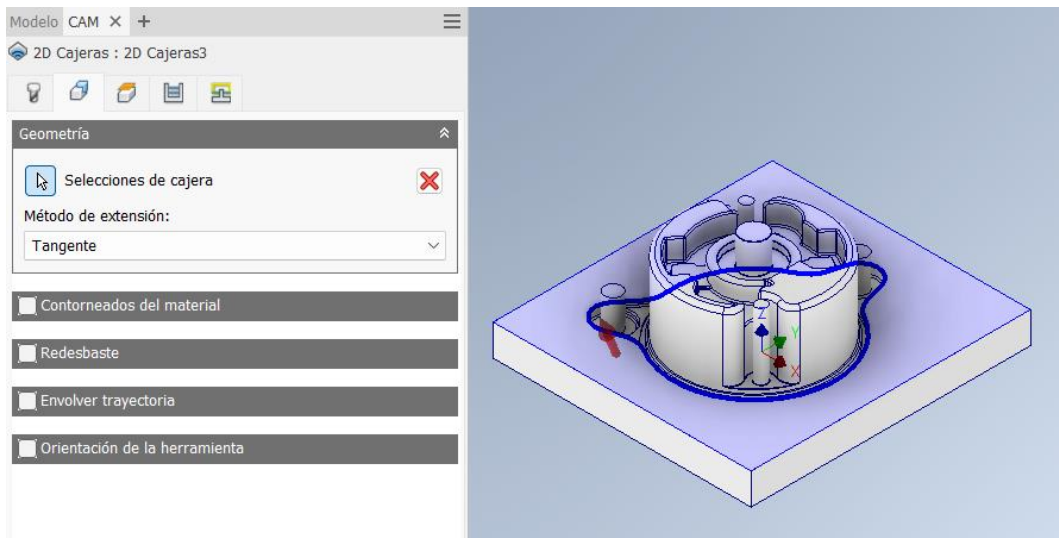 Modelo CAM
2D Cajeras : 2D Cajeras3
Geometría
Selecciones de cajera
Método de extensión:
Tangente
Contorneados del material
Redesbaste
Envolver trayectoria
Orientación de la herramienta
Z
Y
X